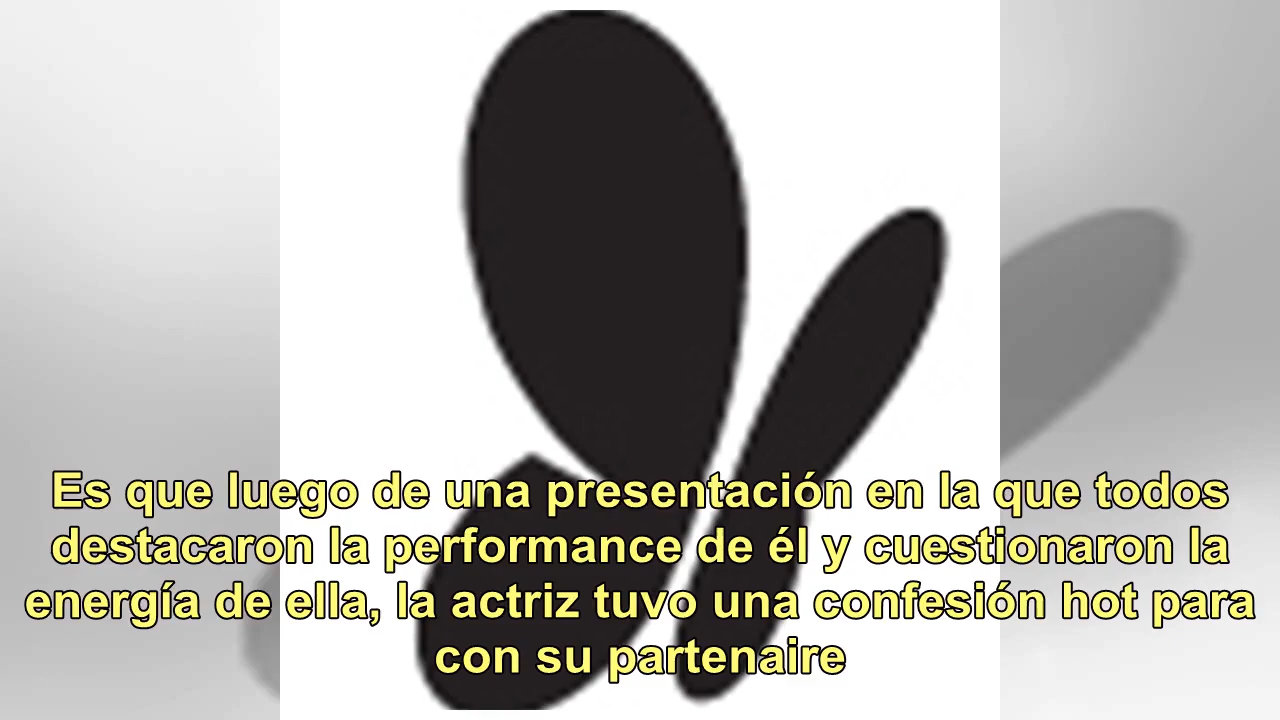 Es que luego de una presentación en la que todos
destacaron la performance de él y cuestionaron la
energía de ella, la actriz tuvo una confesión hot para
con su partenaire